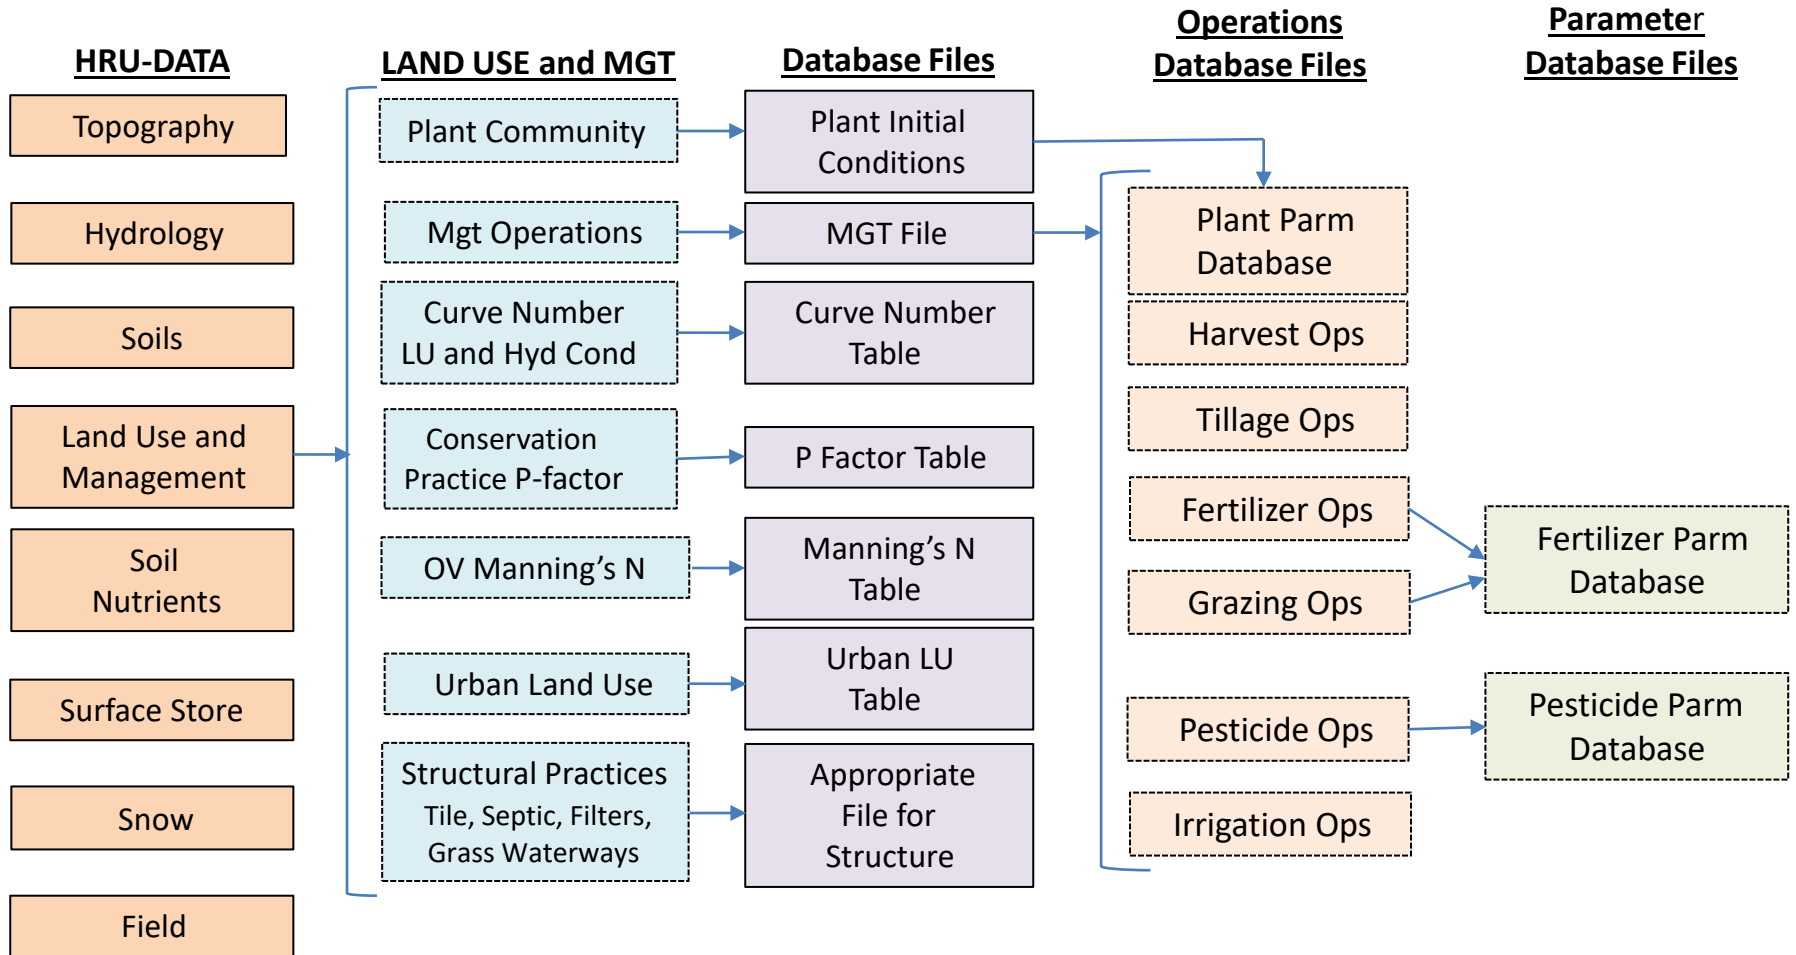 HRU-DATA
Topography
Hydrology
Soils
Land Use and
Management
Soil
Nutrients
Surface Store
Snow
Field
LAND USE and MGT
Plant Community
Mgt Operations
Curve Number
LU and Hyd Cond
Conservation
Practice P-factor
OV Manning’s N
Urban Land Use
Structural Practices
Tile, Septic, Filters,
Grass Waterways
Database Files
Plant Initial
Conditions
MGT File
Curve Number
Table
P Factor Table
Manning’s N
Table
Urban LU
Table
Appropriate
File for
Structure
Operations
Database Files
Plant Parm
Database
Harvest Ops
Tillage Ops
Fertilizer Ops
Grazing Ops
Pesticide Ops
Irrigation Ops
Parameter
Database Files
Fertilizer Parm
Database
Pesticide Parm
Database